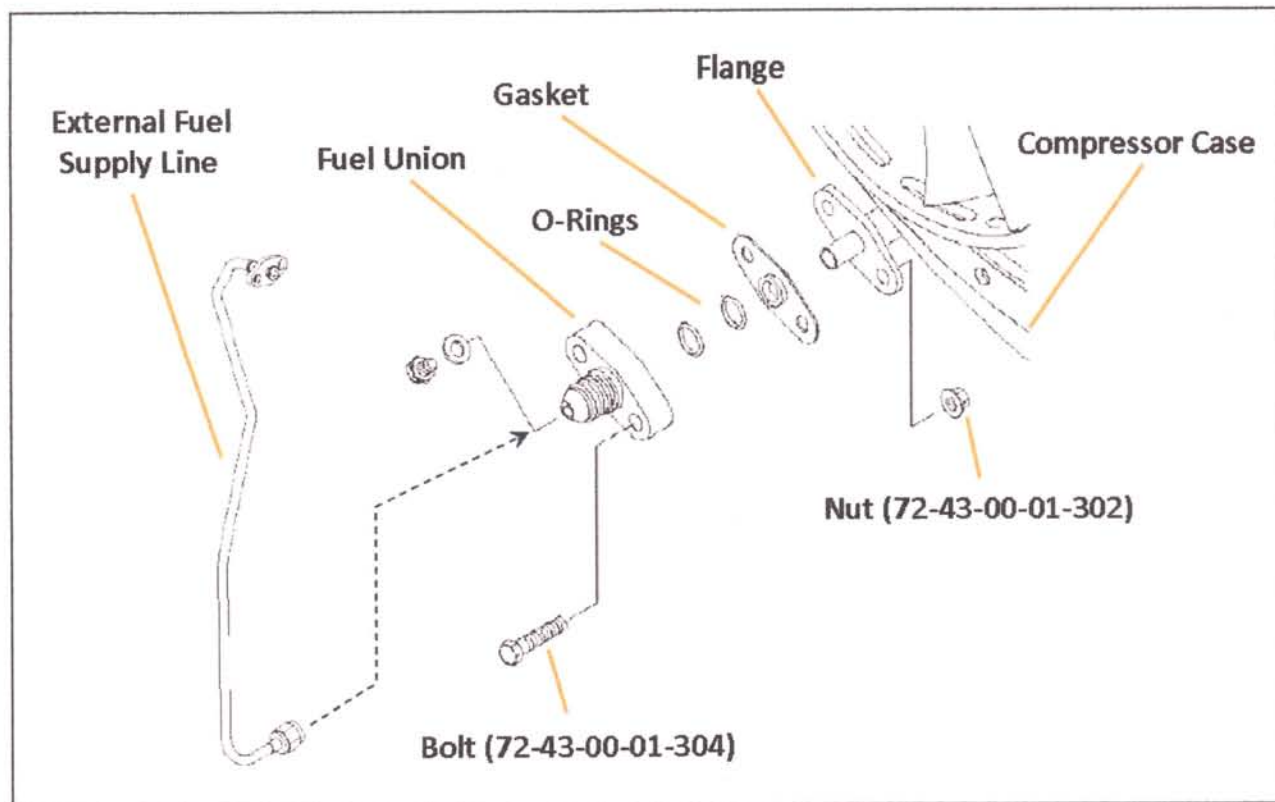 Flange
Gasket
External Fuel
Supply Line
Fuel Union
Compressor Case
O-Rings
Nut (72-43-00-01-302)
Bolt (72-43-00-01-304)